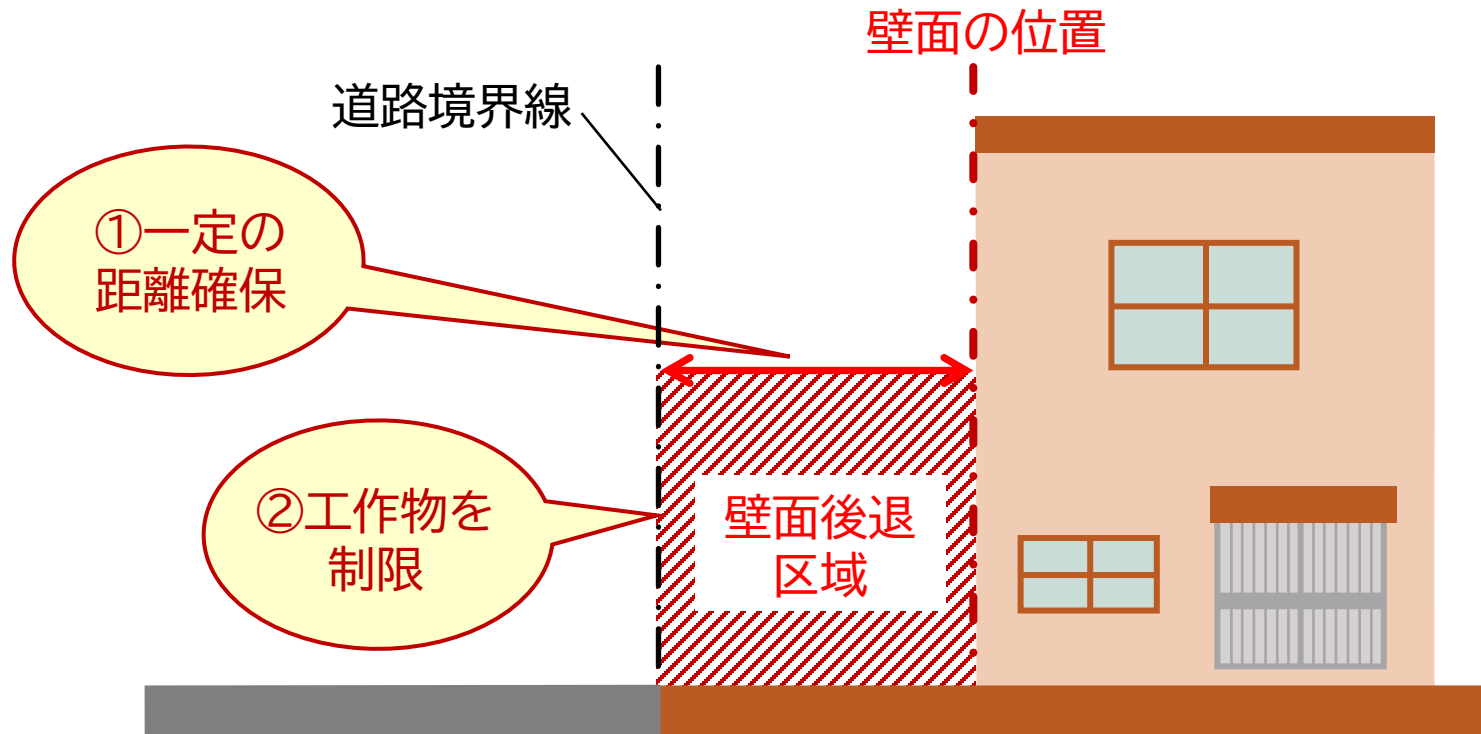 壁面の位置
道路境界線
①一定の
距離確保
②工作物を
制限
壁面後退
区域